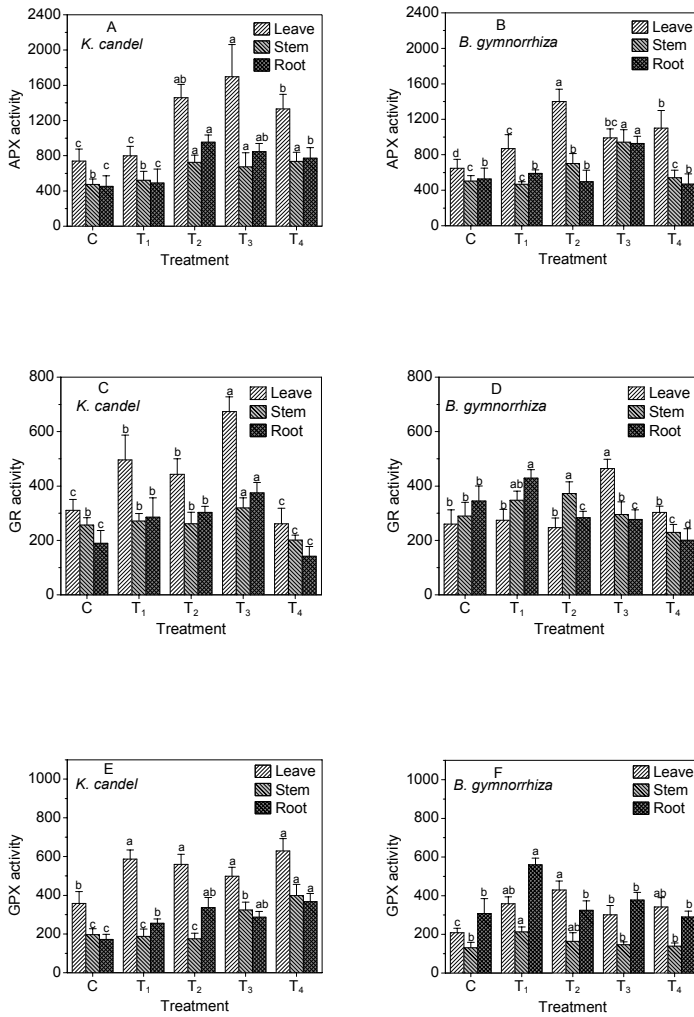 A
K. candel
Leave
Stem
Root
2400
2000
1600
1200
800
400
0
APX activity
c
b
c
c
c
c
ab
a
a
a
a
ab
b
a
b
C T₁ T₂ T₃ T₄
Treatment
B
B. gymnorrhiza
Leave
Stem
Root
2400
2000
1600
1200
800
400
0
APX activity
d
c
b
c
c
b
a
b
b
bc
a
a
b
c
b
C T₁ T₂ T₃ T₄
Treatment
C
K. candel
Leave
Stem
Root
800
600
400
200
0
GR activity
c
b
c
b
b
b
b
b
b
a
a
a
c
c
c
C T₁ T₂ T₃ T₄
Treatment
D
B. gymnorrhiza
Leave
Stem
Root
800
600
400
200
0
GR activity
b
b
b
b
ab
a
b
a
c
a
b
c
b
c
d
C T₁ T₂ T₃ T₄
Treatment
E
K. candel
Leave
Stem
Root
1000
800
600
400
200
0
GPX activity
b
c
c
a
c
b
a
c
ab
a
b
ab
a
a
a
C T₁ T₂ T₃ T₄
Treatment
F
B. gymnorrhiza
Leave
Stem
Root
1000
800
600
400
200
0
GPX activity
c
b
b
ab
a
a
a
ab
b
b
b
b
ab
b
b
C T₁ T₂ T₃ T₄
Treatment